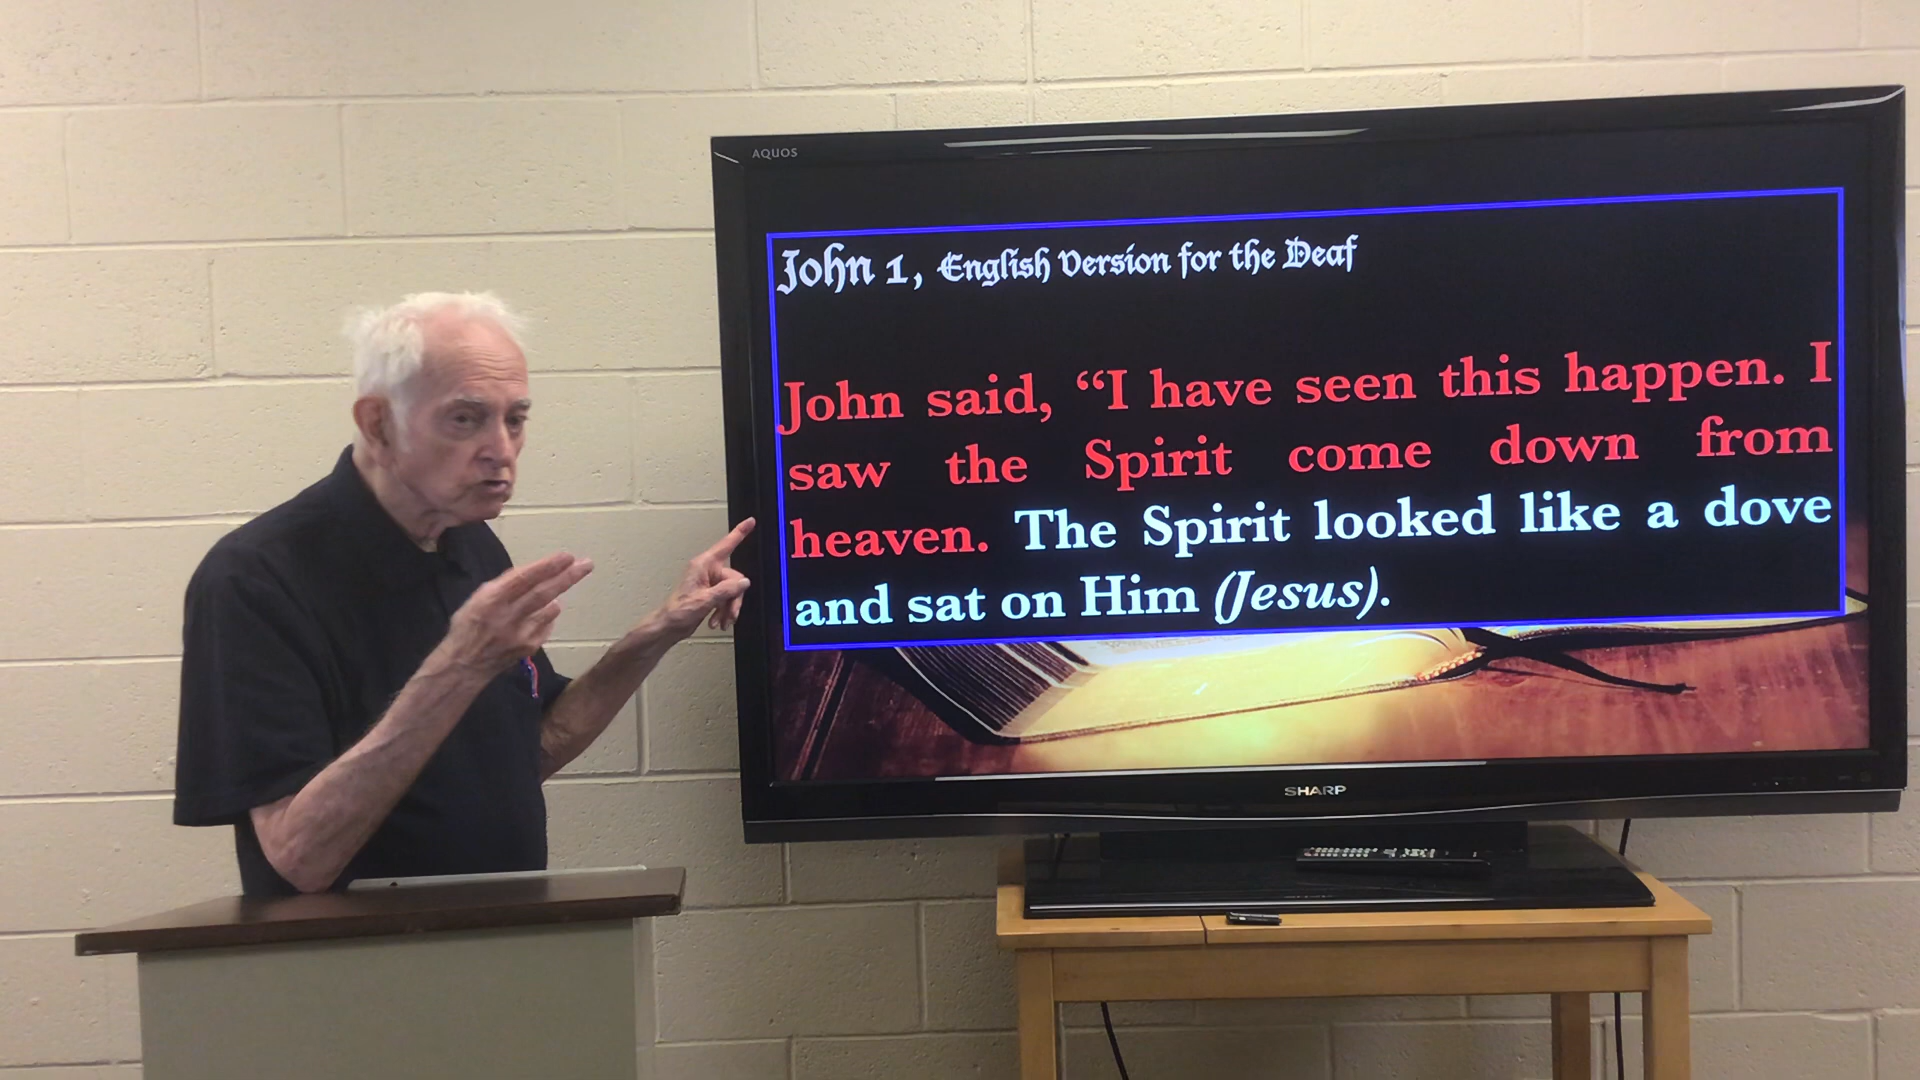 AQUOS
John 1, English Version for the Deaf
John said, “I have seen this happen. I
saw the Spirit come down from
heaven. The Spirit looked like a dove
and sat on Him (Jesus).
SHARP